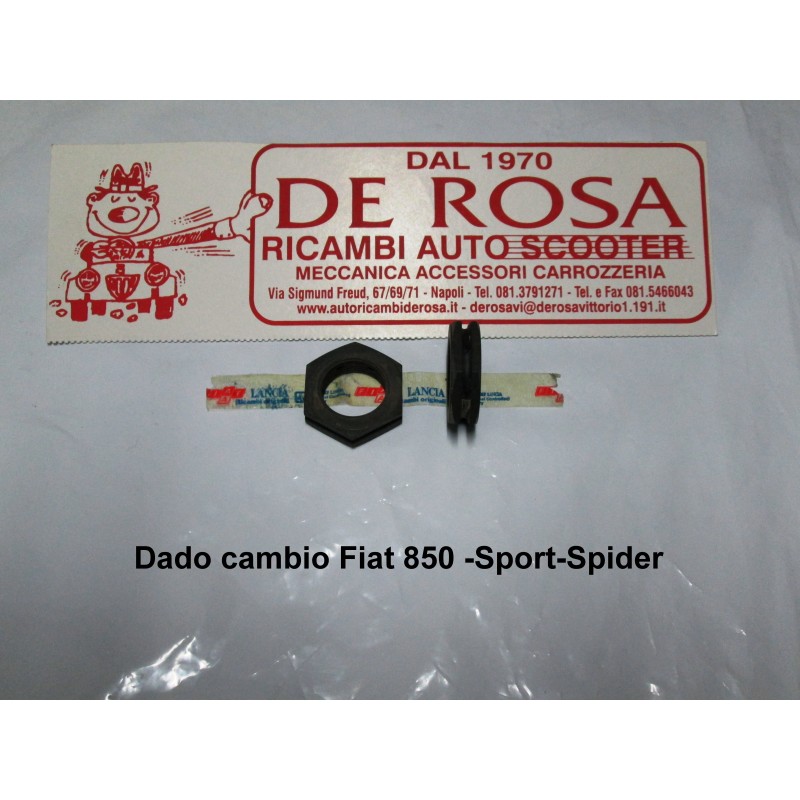 DAL 1970
DE ROSA
RICAMBI AUTO SCOOTER
MECCANICA ACCESSORI CARROZZERIA
Via Sigmund Freud, 67/69/71 - Napoli - Tel. 081.3791271 - Tel. e Fax 081.5466043
www.autoricambiderosa.it - derosavi@derosavittorio1.191.it
LANCIA LANCIA
Ricambi originali
Dado cambio Fiat 850 -Sport-Spider